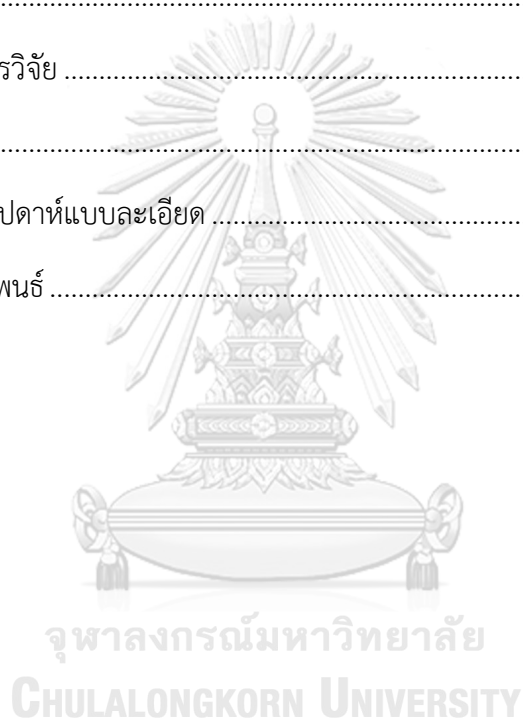 ................................................................
รวิจัย ................................................................
................................................................
ปดาห์แบบละเอียด ................................................................
พนธ์ ................................................................
จุฬาลงกรณ์มหาวิทยาลัย
CHULALONGKORN UNIVERSITY